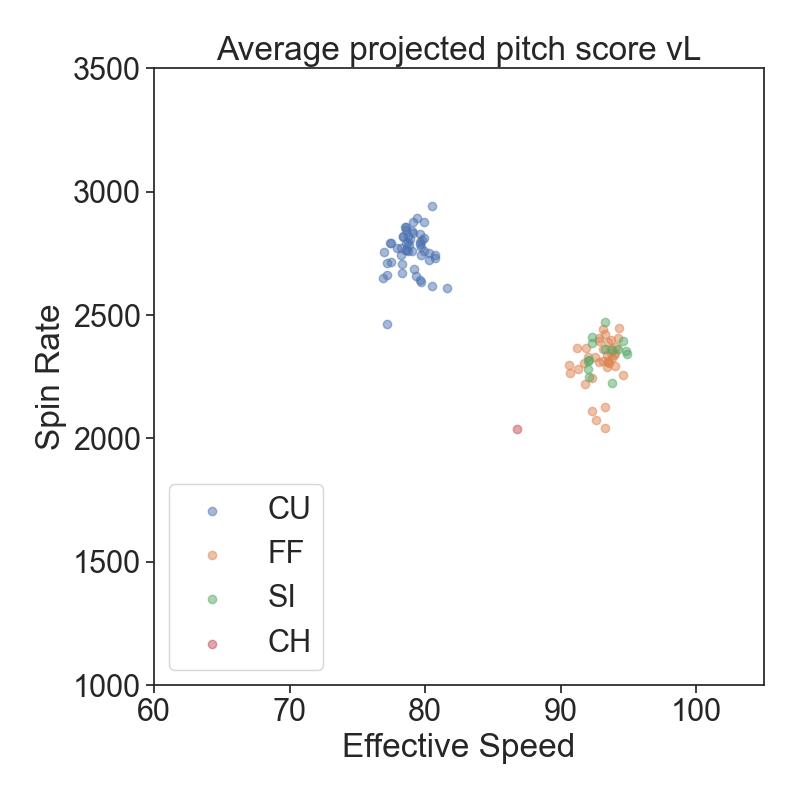 Average projected pitch score vL
3500
3000
2500
2000
1500
1000
Spin Rate
CU
FF
SI
CH
60 70 80 90 100
Effective Speed